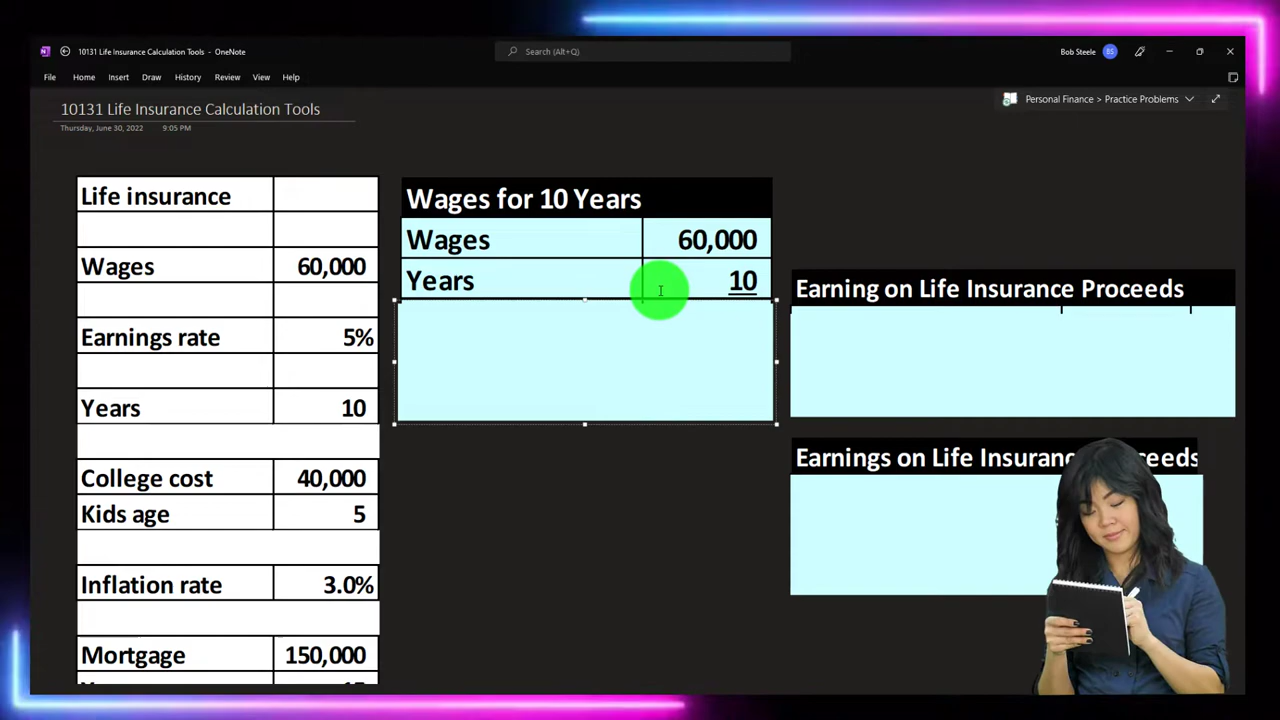 10131 Life Insurance Calculation Tools - OneNote
Search (Alt+Q)
Bob Steele
BS
File Home Insert Draw History Review View Help
10131 Life Insurance Calculation Tools
Thursday, June 30, 2022 9:05 PM
Personal Finance > Practice Problems
Life insurance
Wages 60,000
Earnings rate 5%
Years 10
College cost 40,000
Kids age 5
Inflation rate 3.0%
Mortgage 150,000
Wages for 10 Years
Wages 60,000
Years 10
Earning on Life Insurance Proceeds
Earnings on Life Insuranc ceeds